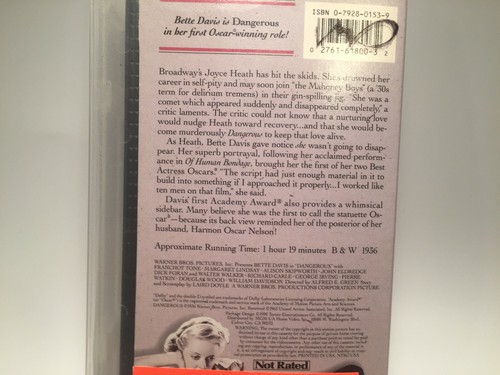 Bette Davis is Dangerous
in her first Oscar®-winning role!
ISBN 0-7928-0153-9
0 27616 1800-3 2
Broadway's Joyce Heath has hit the skids. She's drowned her
career in self-pity and may soon join "the Mahoney Boys" (a '30s
term for delirium tremens) in their gin-spilling jig. "She was a
comet which appeared suddenly and disappeared completely," a
critic laments. The critic could not know that a nurturing love
would nudge Heath toward recovery...and that she would be-
come murderously Dangerous to keep that love alive.
As Heath, Bette Davis gave notice she wasn't going to disap-
pear. Her superb portrayal, following her acclaimed perform-
ance in Of Human Bondage, brought her the first of her two Best
Actress Oscars.® "The script had just enough material in it to
build into something if I approached it properly...I worked like
ten men on that film," she said.
Davis' first Academy Award® also provides a whimsical
sidebar. Many believe she was the first to call the statuette Os-
car®—because its back view reminded her of the posterior of
her husband, Harmon Oscar Nelson!
Approximate Running Time: 1 hour 19 minutes B & W 1936
WARNER BROS. PICTURES, Inc. Presents BETTE DAVIS in "DANGEROUS" with
FRANCHOT TONE · MARGARET LINDSAY · ALISON SKIPWORTH · JOHN ELDREDGE
DICK FORAN and WALTER WALKER · RICHARD CARLE · GEORGE IRVING · PIERRE
WATKIN · DOUGLAS WOOD · WILLIAM DAVIDSON · Directed by ALFRED E. GREEN Story
and Screenplay by LAIRD DOYLE A WARNER BROS. PRODUCTIONS CORPORATION PICTURE
Not Rated